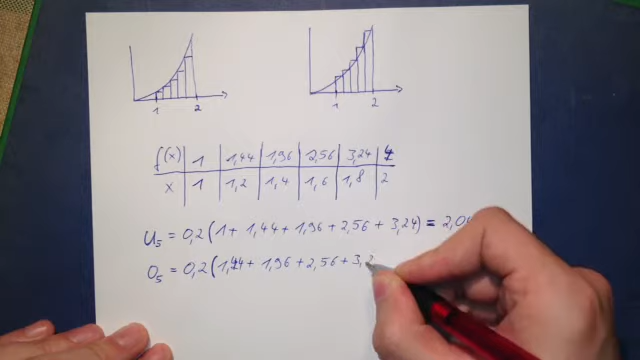 1 2
1 2
f(x) 1 1,44 1,96 2,56 3,24 4
x 1 1,2 1,4 1,6 1,8 2
U5 = 0,2 (1 + 1,44 + 1,96 + 2,56 + 3,24) = 2,0
O5 = 0,2 (1,44 + 1,96 + 2,56 + 3,2